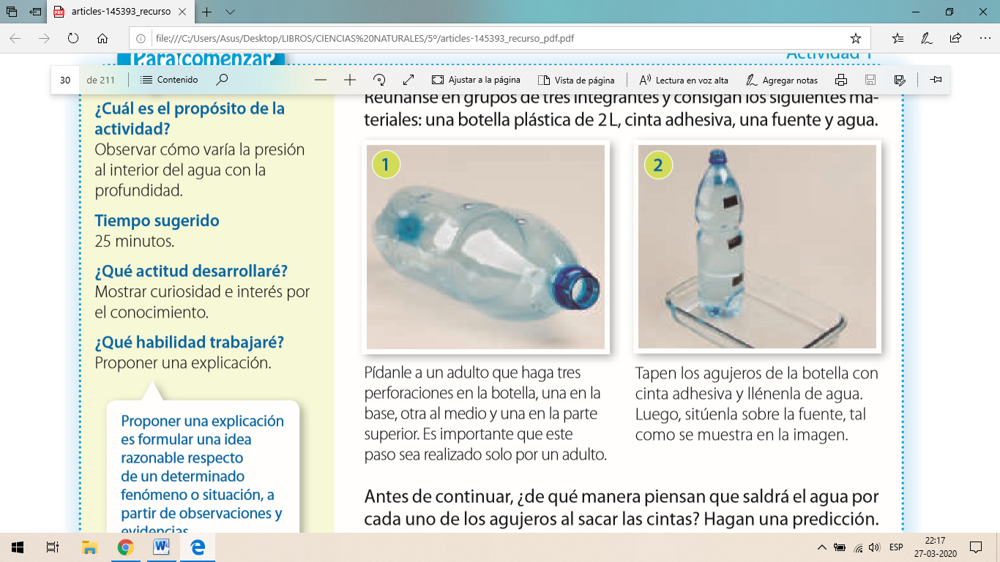 articles-145393_recurso
file:///C:/Users/Asus/Desktop/LIBROS/CIENCIAS%20NATURALES/5º/articles-145393_recurso_pdf.pdf
Para comenzar
Actividad 1
30 de 211
Contenido
Ajustar a la página
Vista de página
Lectura en voz alta
Agregar notas
¿Cuál es el propósito de la
actividad?
Observar cómo varía la presión
al interior del agua con la
profundidad.
Tiempo sugerido
25 minutos.
¿Qué actitud desarrollaré?
Mostrar curiosidad e interés por
el conocimiento.
¿Qué habilidad trabajaré?
Proponer una explicación.
Proponer una explicación
es formular una idea
razonable respecto
de un determinado
fenómeno o situación, a
partir de observaciones y
evidencias
Reúnanse en grupos de tres integrantes y consigan los siguientes ma-
teriales: una botella plástica de 2 L, cinta adhesiva, una fuente y agua.
1
Pídanle a un adulto que haga tres
perforaciones en la botella, una en la
base, otra al medio y una en la parte
superior. Es importante que este
paso sea realizado solo por un adulto.
2
Tapen los agujeros de la botella con
cinta adhesiva y llénenla de agua.
Luego, sitúenla sobre la fuente, tal
como se muestra en la imagen.
Antes de continuar, ¿de qué manera piensan que saldrá el agua por
cada uno de los agujeros al sacar las cintas? Hagan una predicción.
ESP
22:17
27-03-2020